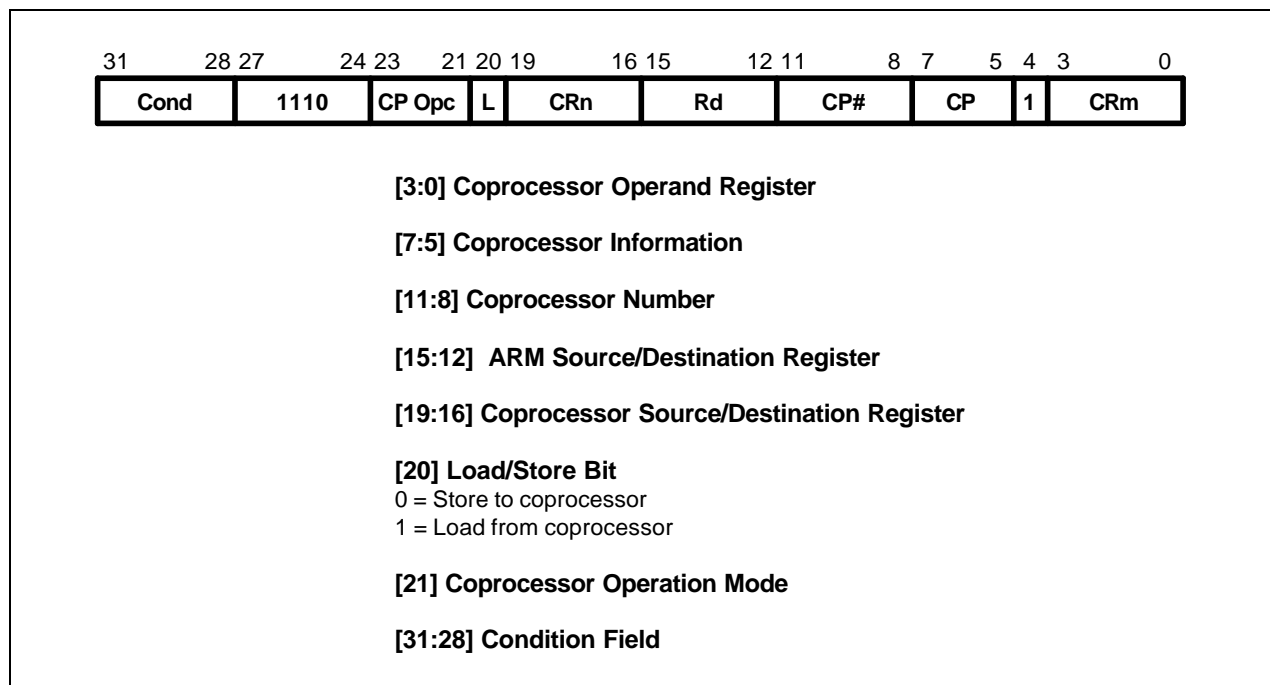 31 28 27 24 23 21 20 19 16 15 12 11 8 7 5 4 3 0
Cond 1110 CP Opc L CRn Rd CP# CP 1 CRm
[3:0] Coprocessor Operand Register
[7:5] Coprocessor Information
[11:8] Coprocessor Number
[15:12] ARM Source/Destination Register
[19:16] Coprocessor Source/Destination Register
[20] Load/Store Bit
0 = Store to coprocessor
1 = Load from coprocessor
[21] Coprocessor Operation Mode
[31:28] Condition Field